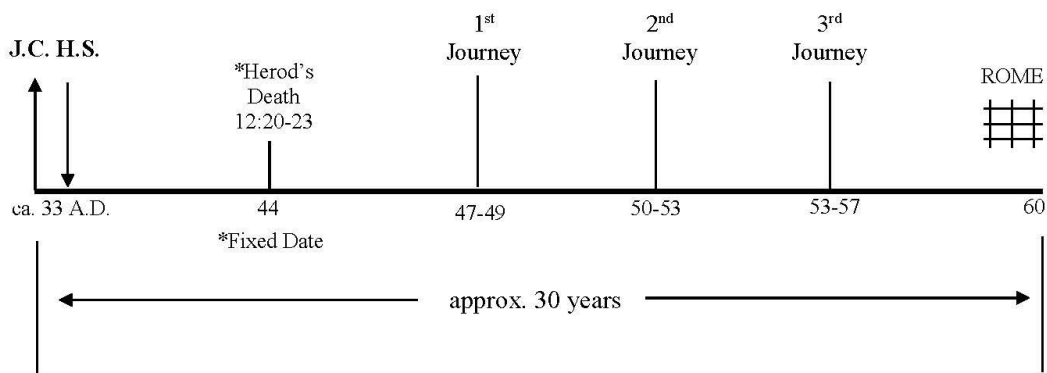 J.C. H.S.
*Herod's
Death
12:20-23
1st
Journey
2nd
Journey
3rd
Journey
ROME
ca. 33 A.D.
44
47-49
50-53
53-57
60
*Fixed Date
approx. 30 years